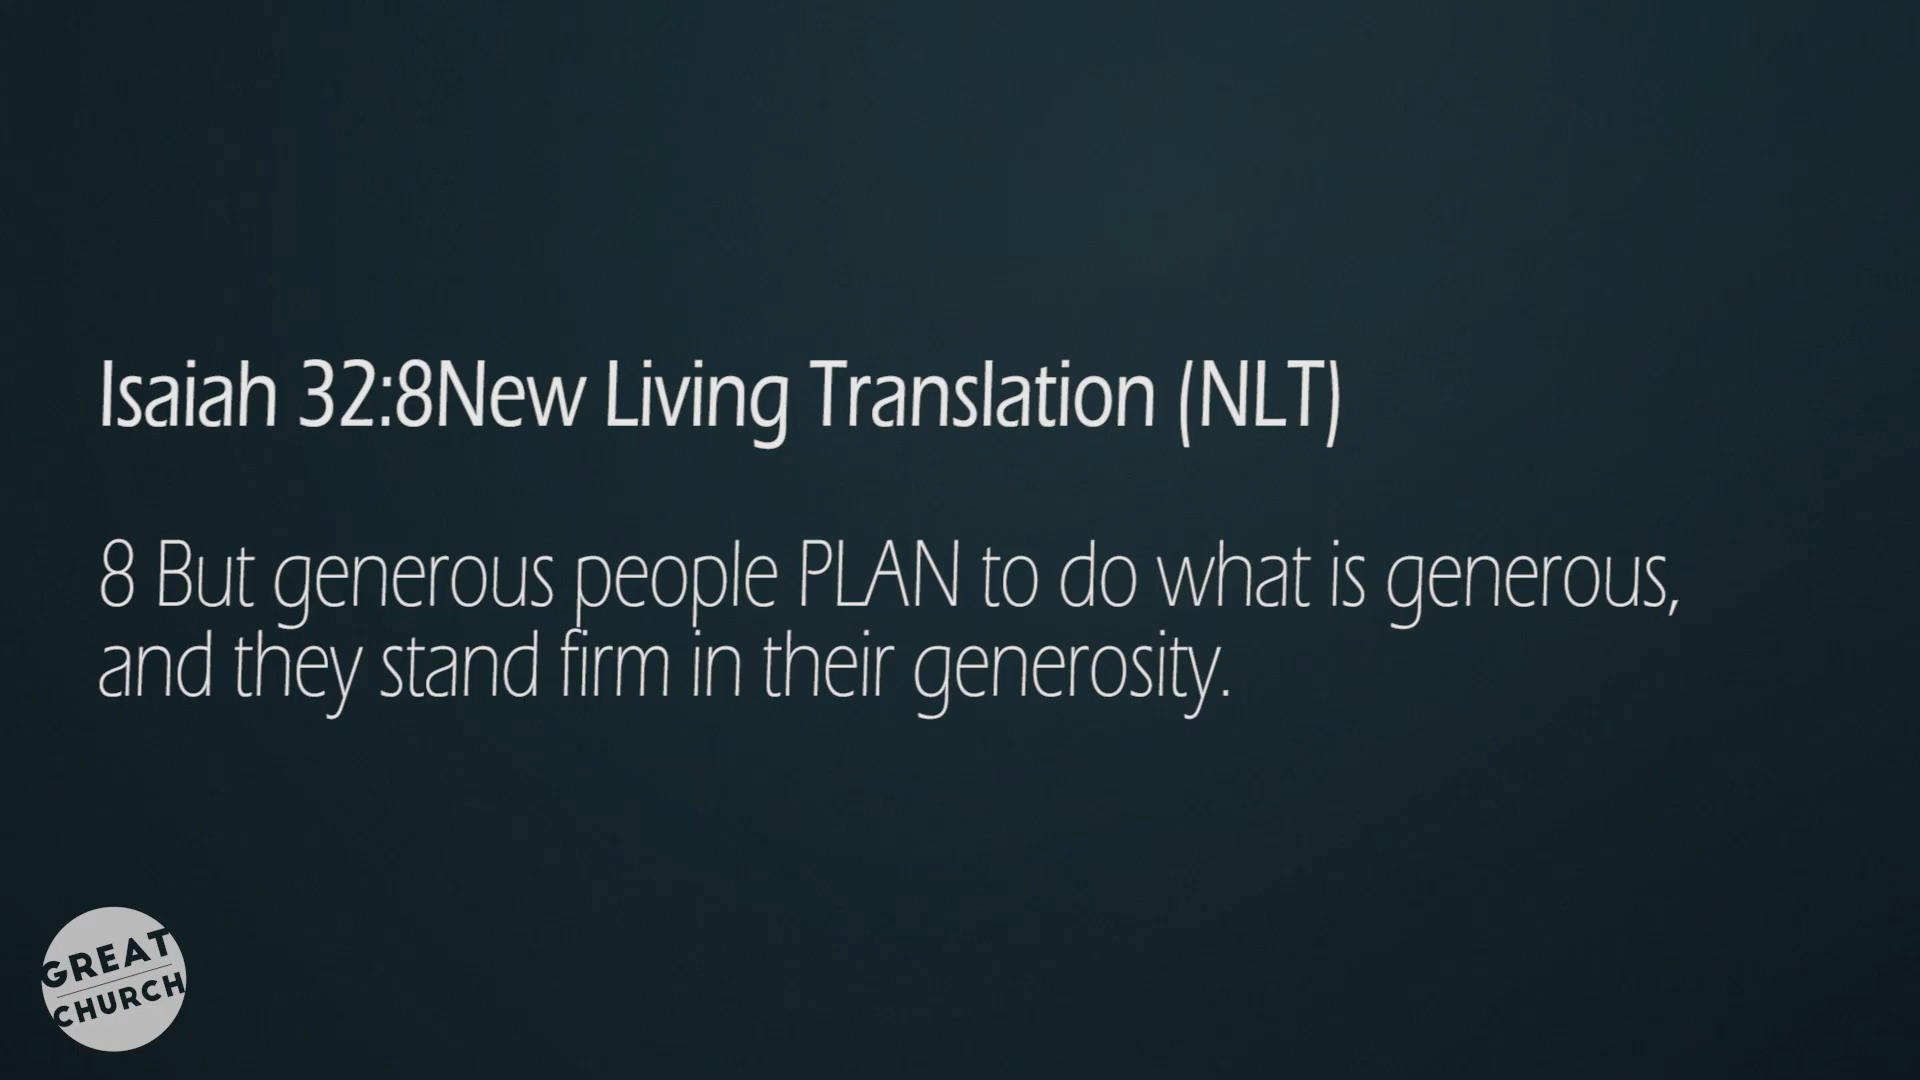 Isaiah 32:8New Living Translation (NLT)
8 But generous people PLAN to do what is generous,
and they stand firm in their generosity.
GREAT
CHURCH